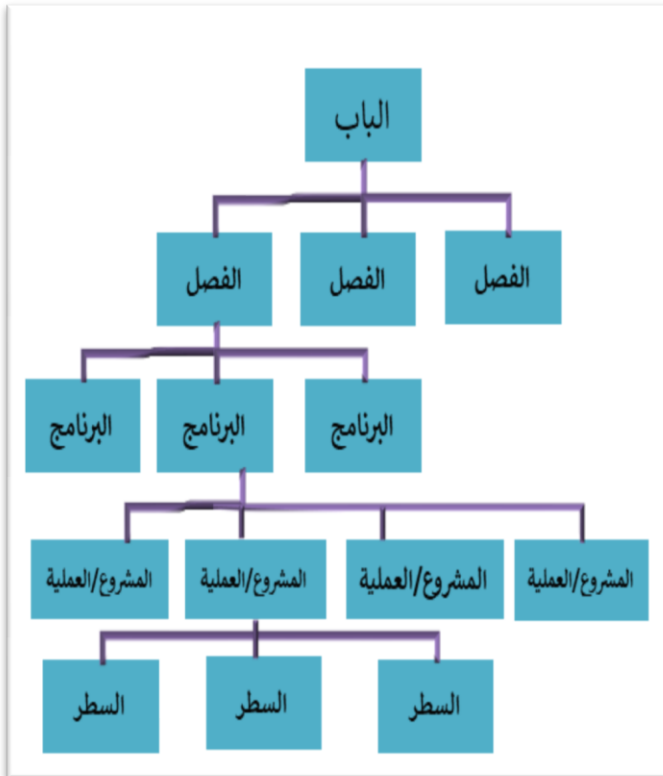 الباب
الفصل
الفصل
الفصل
البرنامج
البرنامج
البرنامج
المشروع/العملية
المشروع/العملية
المشروع/العملية
المشروع/العملية
السطر
السطر
السطر